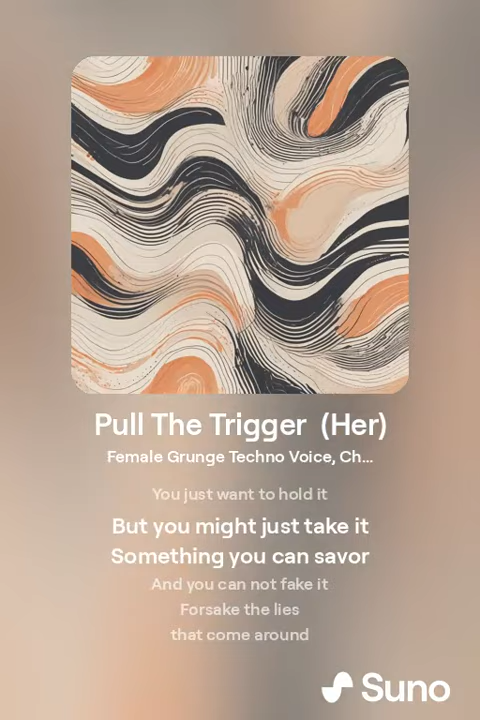 Pull The Trigger (Her)
Female Grunge Techno Voice, Ch...
You just want to hold it
But you might just take it
Something you can savor
And you can not fake it
Forsake the lies
that come around
Suno